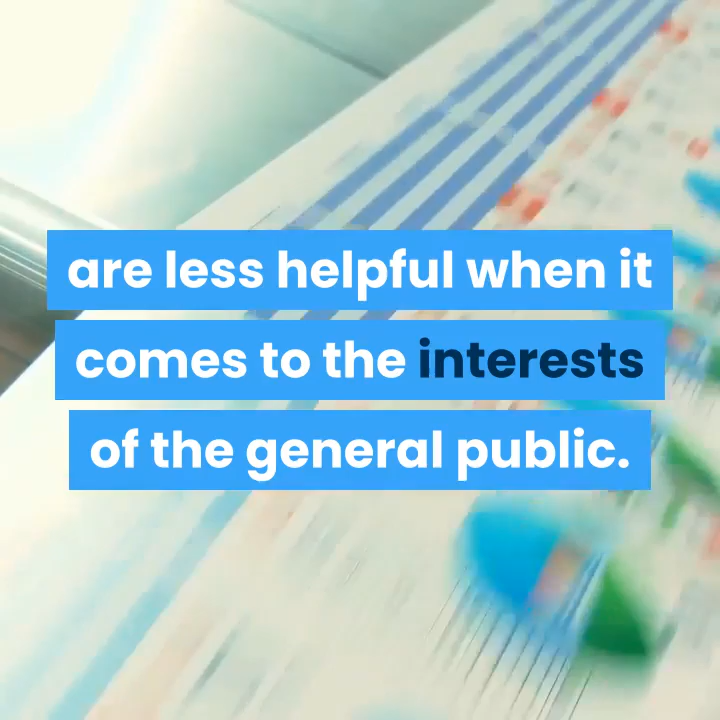 are less helpful when it
comes to the interests
of the general public.